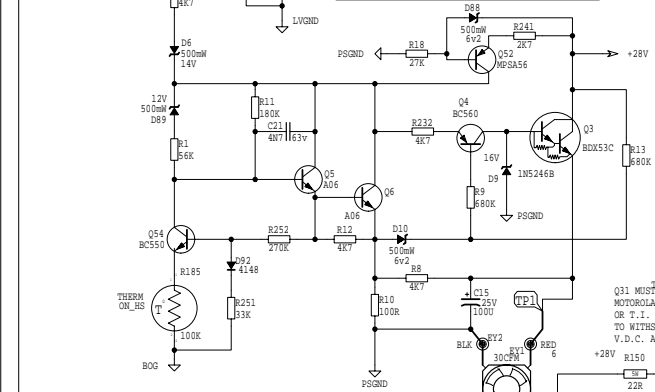 4K7
LVGND
D88
500mW
6v2
R241
2K7
D6
500mW
14V
PSGND
R18
27K
Q52
MPSA56
+28V
12V
500mW
D89
R11
180K
C21
4N7
63v
Q4
BC560
R232
4K7
Q3
BDX53C
R1
56K
16V
D9
1N5246B
R13
680K
Q5
A06
Q6
A06
R9
680K
PSGND
Q54
BC550
R252
270K
R12
4K7
D10
500mW
6v2
D92
4148
R185
R8
4K7
THERM
ON_HS
T
R251
33K
R10
100R
C15
25V
100U
TP1
Q31 MUST
MOTOROLA
OR T.I.
TO WITHS
V.D.C. A
100K
BLK
EY2
EY1
RED
6
30CFM
+28V
R150
5W
22R
BOG
PSGND